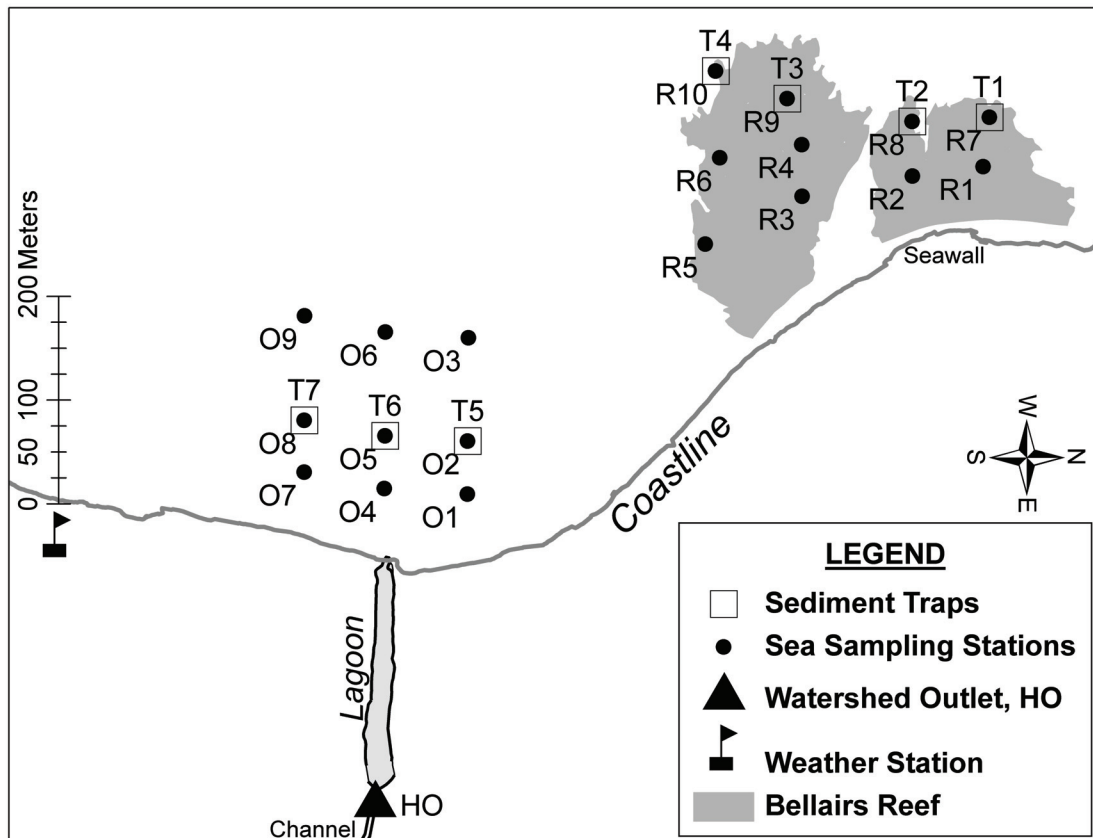 T4
T3
T2
T1
R10
R9
R8
R7
R6
R4
R2
R1
R3
R5
Seawall
200 Meters
100
50
0
O9
O6
O3
T7
T6
T5
O8
O5
O2
O7
O4
O1
Coastline
W
N
S
E
Lagoon
HO
Channel
LEGEND
Sediment Traps
Sea Sampling Stations
Watershed Outlet, HO
Weather Station
Bellairs Reef